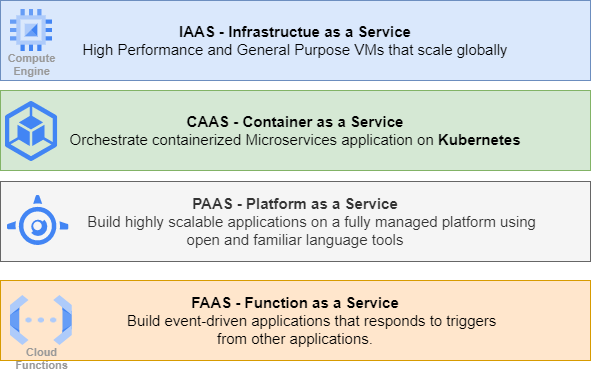 IAAS - Infrastructue as a Service
High Performance and General Purpose VMs that scale globally
Compute
Engine
CAAS - Container as a Service
Orchestrate containerized Microservices application on Kubernetes
PAAS - Platform as a Service
Build highly scalable applications on a fully managed platform using
open and familiar language tools
FAAS - Function as a Service
Build event-driven applications that responds to triggers
from other applications.
Cloud
Functions